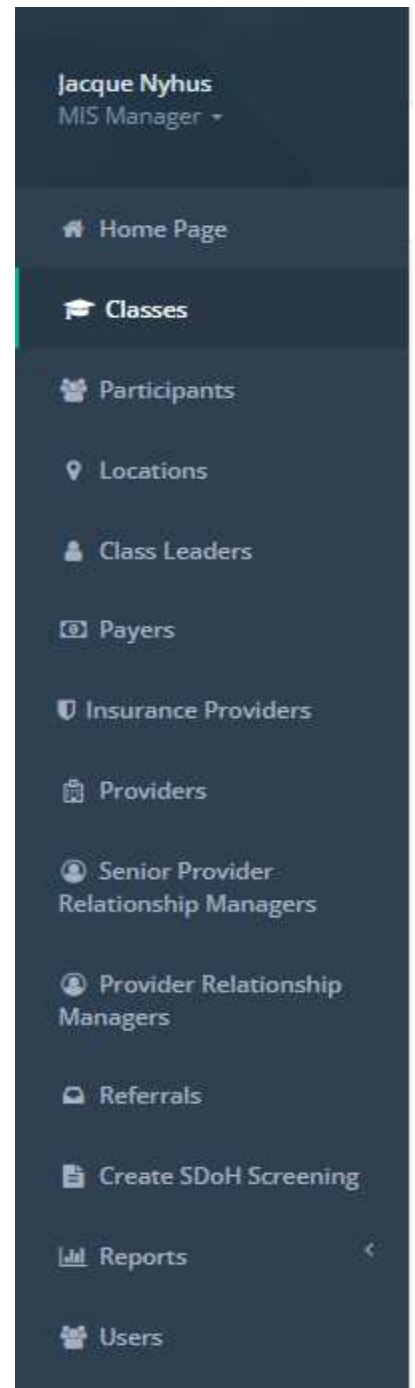 Jacque Nyhus
MIS Manager
Home Page
Classes
Participants
Locations
Class Leaders
Payers
Insurance Providers
Providers
Senior Provider
Relationship Managers
Provider Relationship
Managers
Referrals
Create SDoH Screening
Reports
Users